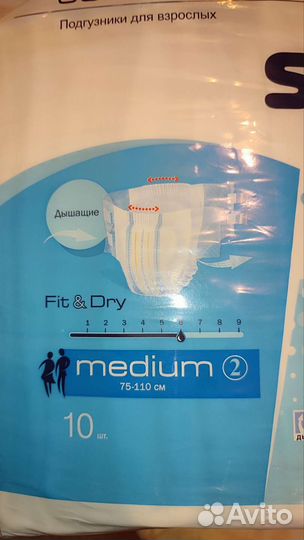 Подгузники для взрослых
S
Дышащие
Fit & Dry
1 2 3 4 5 6 7 8 9
medium 2
75-110 см
10 шт.
Avito